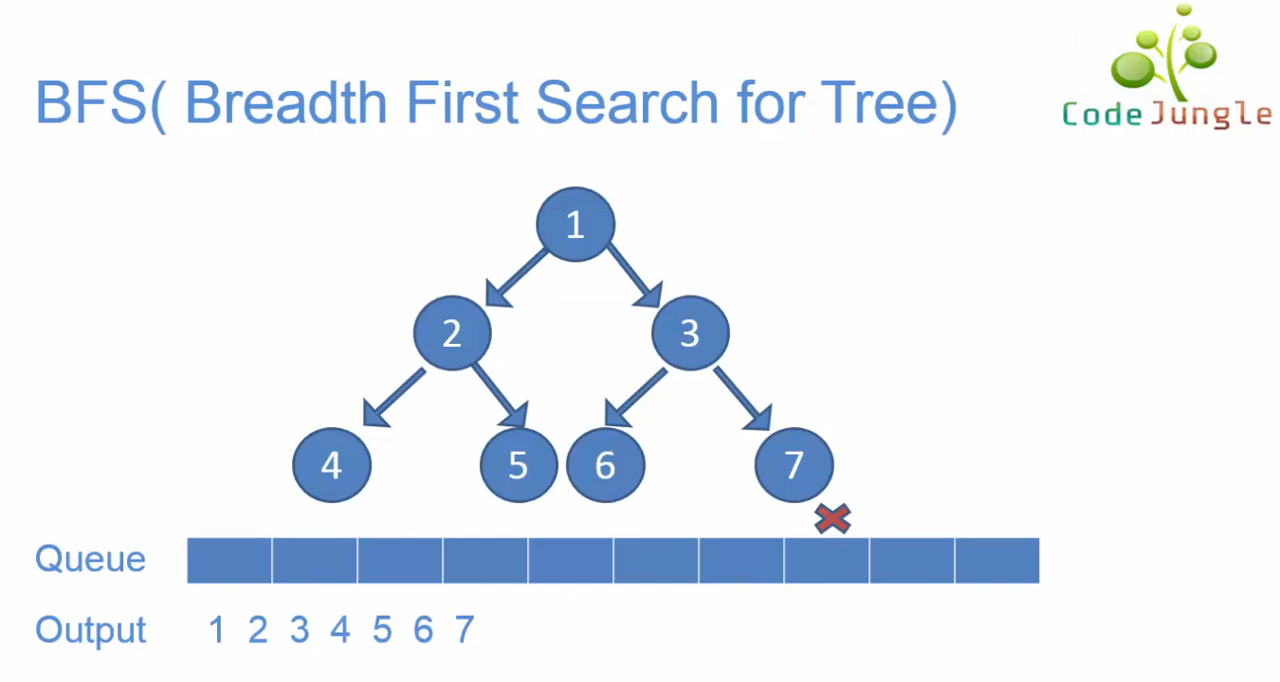 BFS( Breadth First Search for Tree)
Code Jungle
1
2 3
4 5 6 7
Queue
Output 1 2 3 4 5 6 7